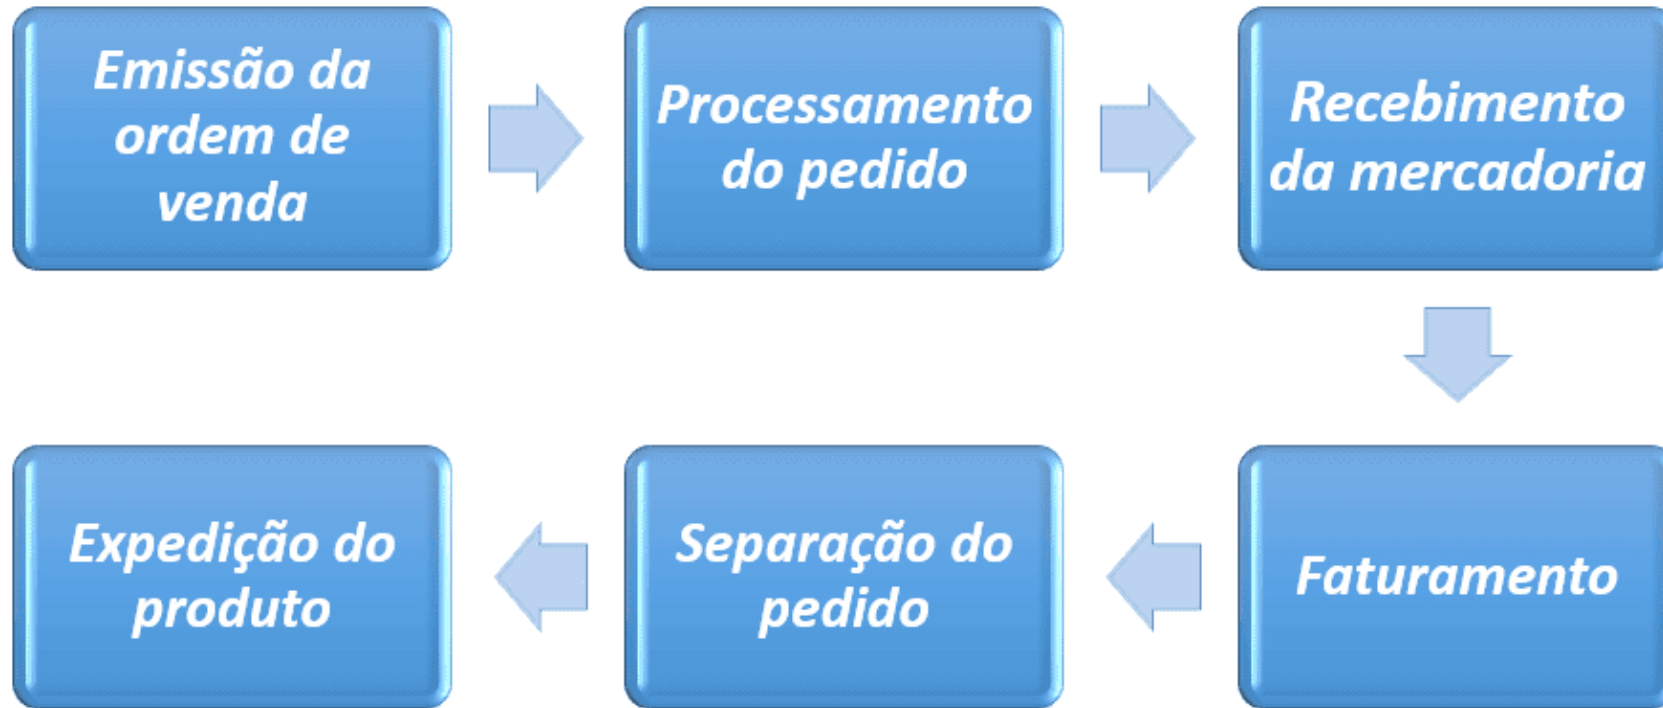 Emissão da
ordem de
venda
Processamento
do pedido
Recebimento
da mercadoria
Faturamento
Separação do
pedido
Expedição do
produto